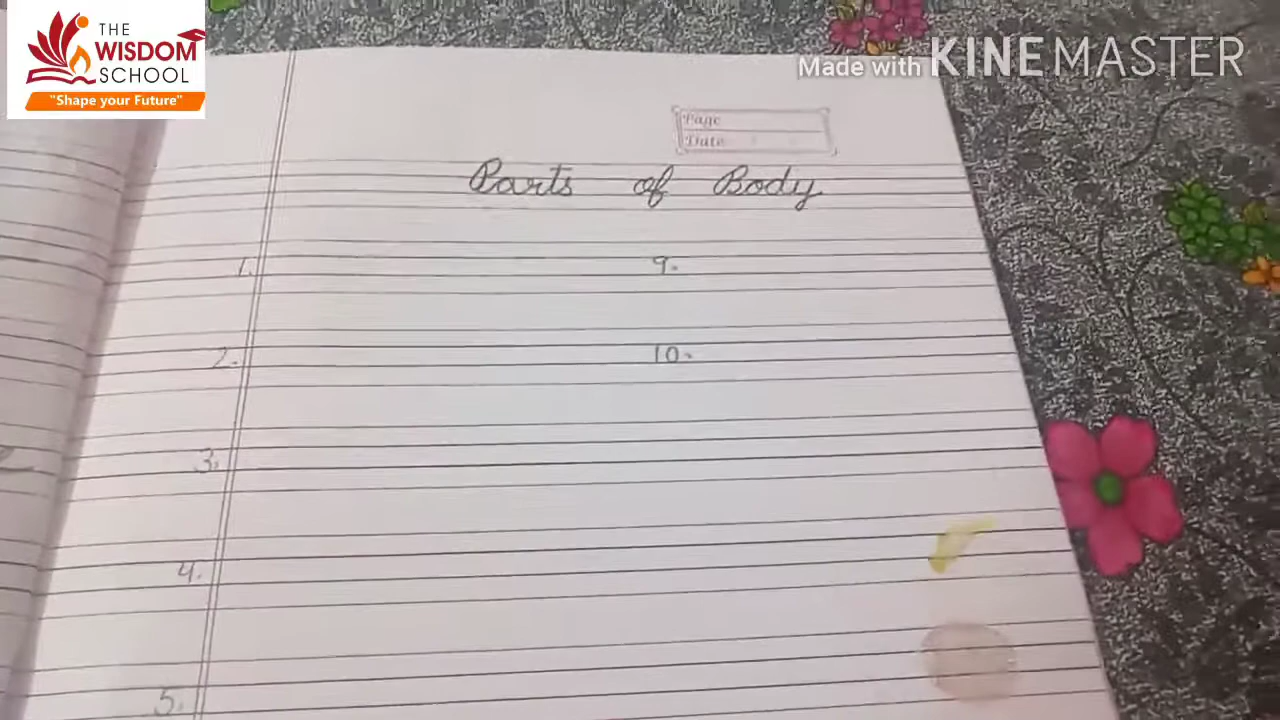 THE
WISDOM
SCHOOL
"Shape your Future"
Made with KINEMASTER
Page
Date
Parts of Body
1. 9.
2. 10.
3.
4.
5.